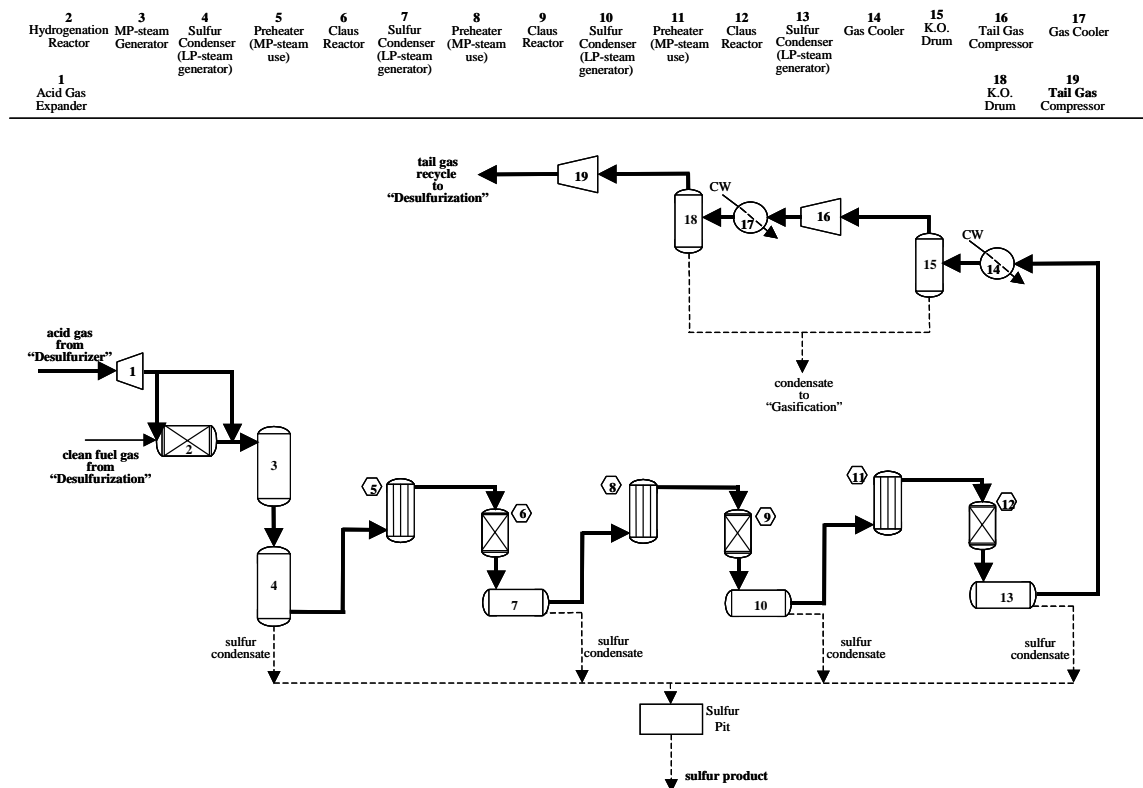 2
Hydrogenation
Reactor
3
MP-steam
Generator
4
Sulfur
Condenser
(LP-steam
generator)
5
Preheater
(MP-steam
use)
6
Claus
Reactor
7
Sulfur
Condenser
(LP-steam
generator)
8
Preheater
(MP-steam
use)
9
Claus
Reactor
10
Sulfur
Condenser
(LP-steam
generator)
11
Preheater
(MP-steam
use)
12
Claus
Reactor
13
Sulfur
Condenser
(LP-steam
generator)
14
Gas Cooler
15
K.O.
Drum
16
Tail Gas
Compressor
17
Gas Cooler
1
Acid Gas
Expander
18
K.O.
Drum
19
Tail Gas
Compressor
tail gas
recycle
to
“Desulfurization”
19
18
CW
17
16
15
CW
14
acid gas
from
“Desulfurizer”
1
condensate
to
“Gasification”
2
clean fuel gas
from
“Desulfurization”
3
5
8
11
6
9
12
4
7
10
13
sulfur
condensate
sulfur
condensate
sulfur
condensate
sulfur
condensate
Sulfur
Pit
sulfur product